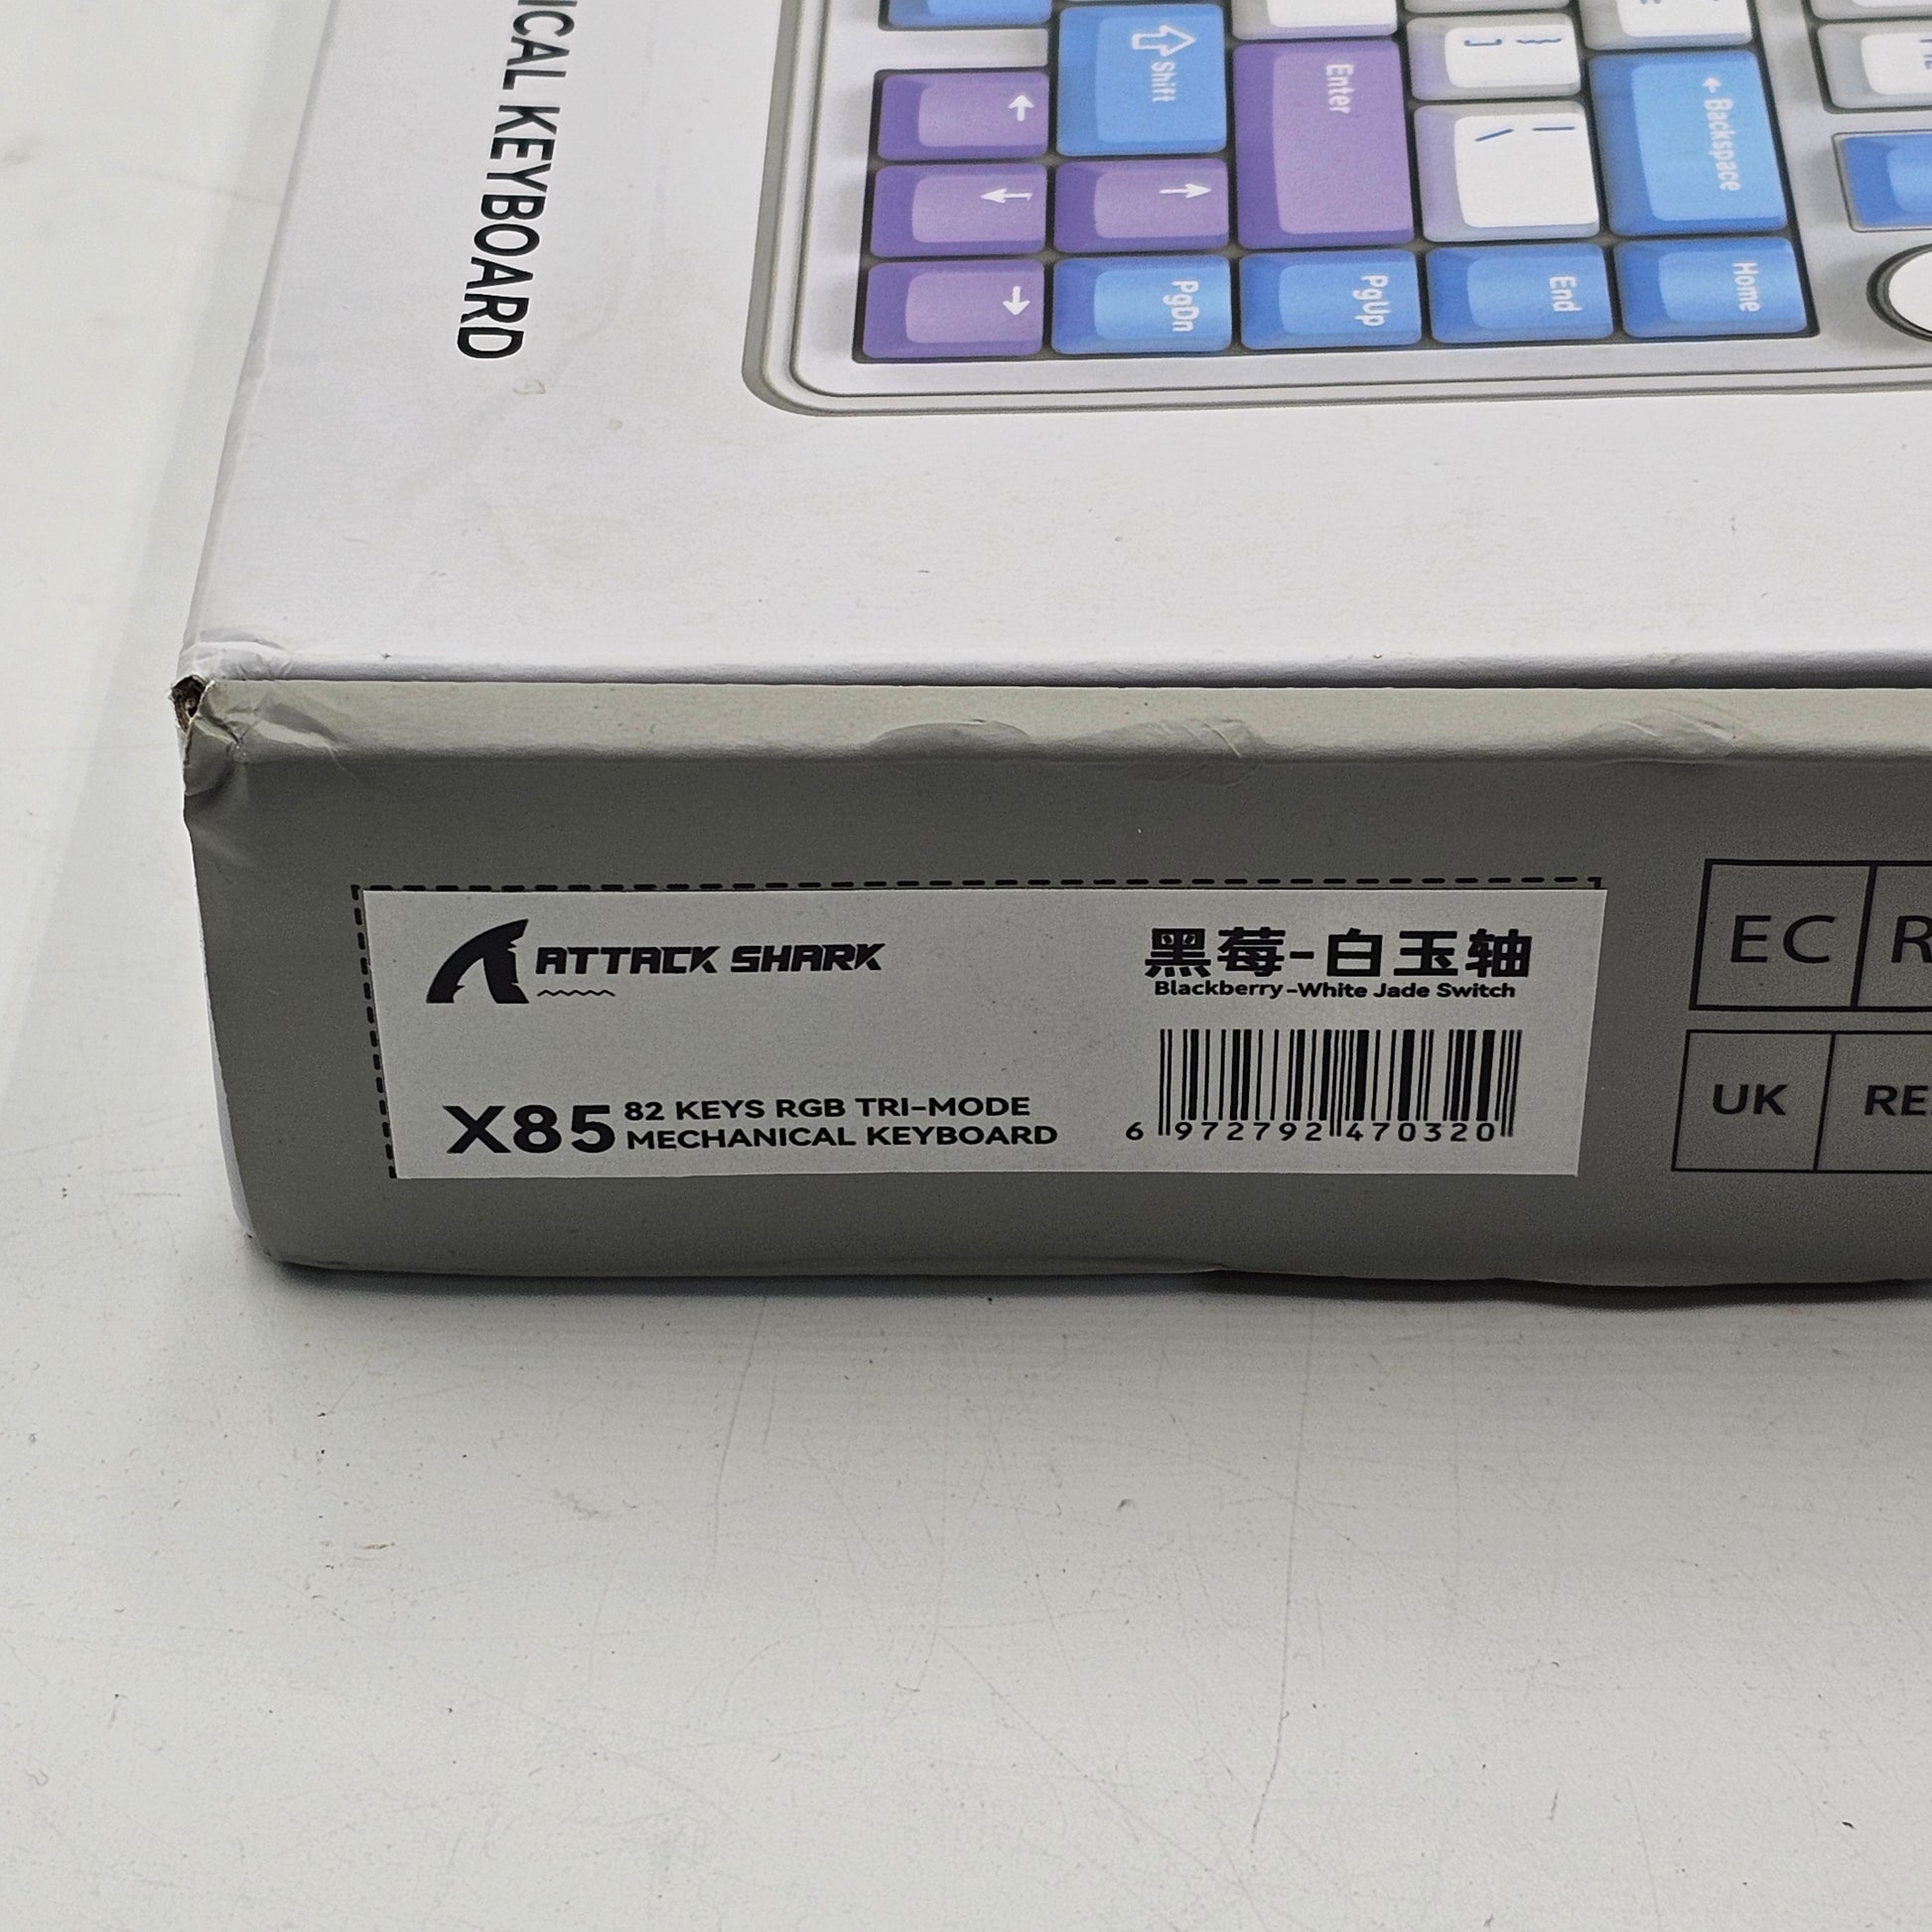 ICAL KEYBOARD
← Backspace
Enter
Shift
Home
End
PgUp
PgDn
ATTACK SHARK
黑莓-白玉轴
Blackberry-White Jade Switch
X85
82 KEYS RGB TRI-MODE
MECHANICAL KEYBOARD
6 972792 470320
EC
R
UK
RE